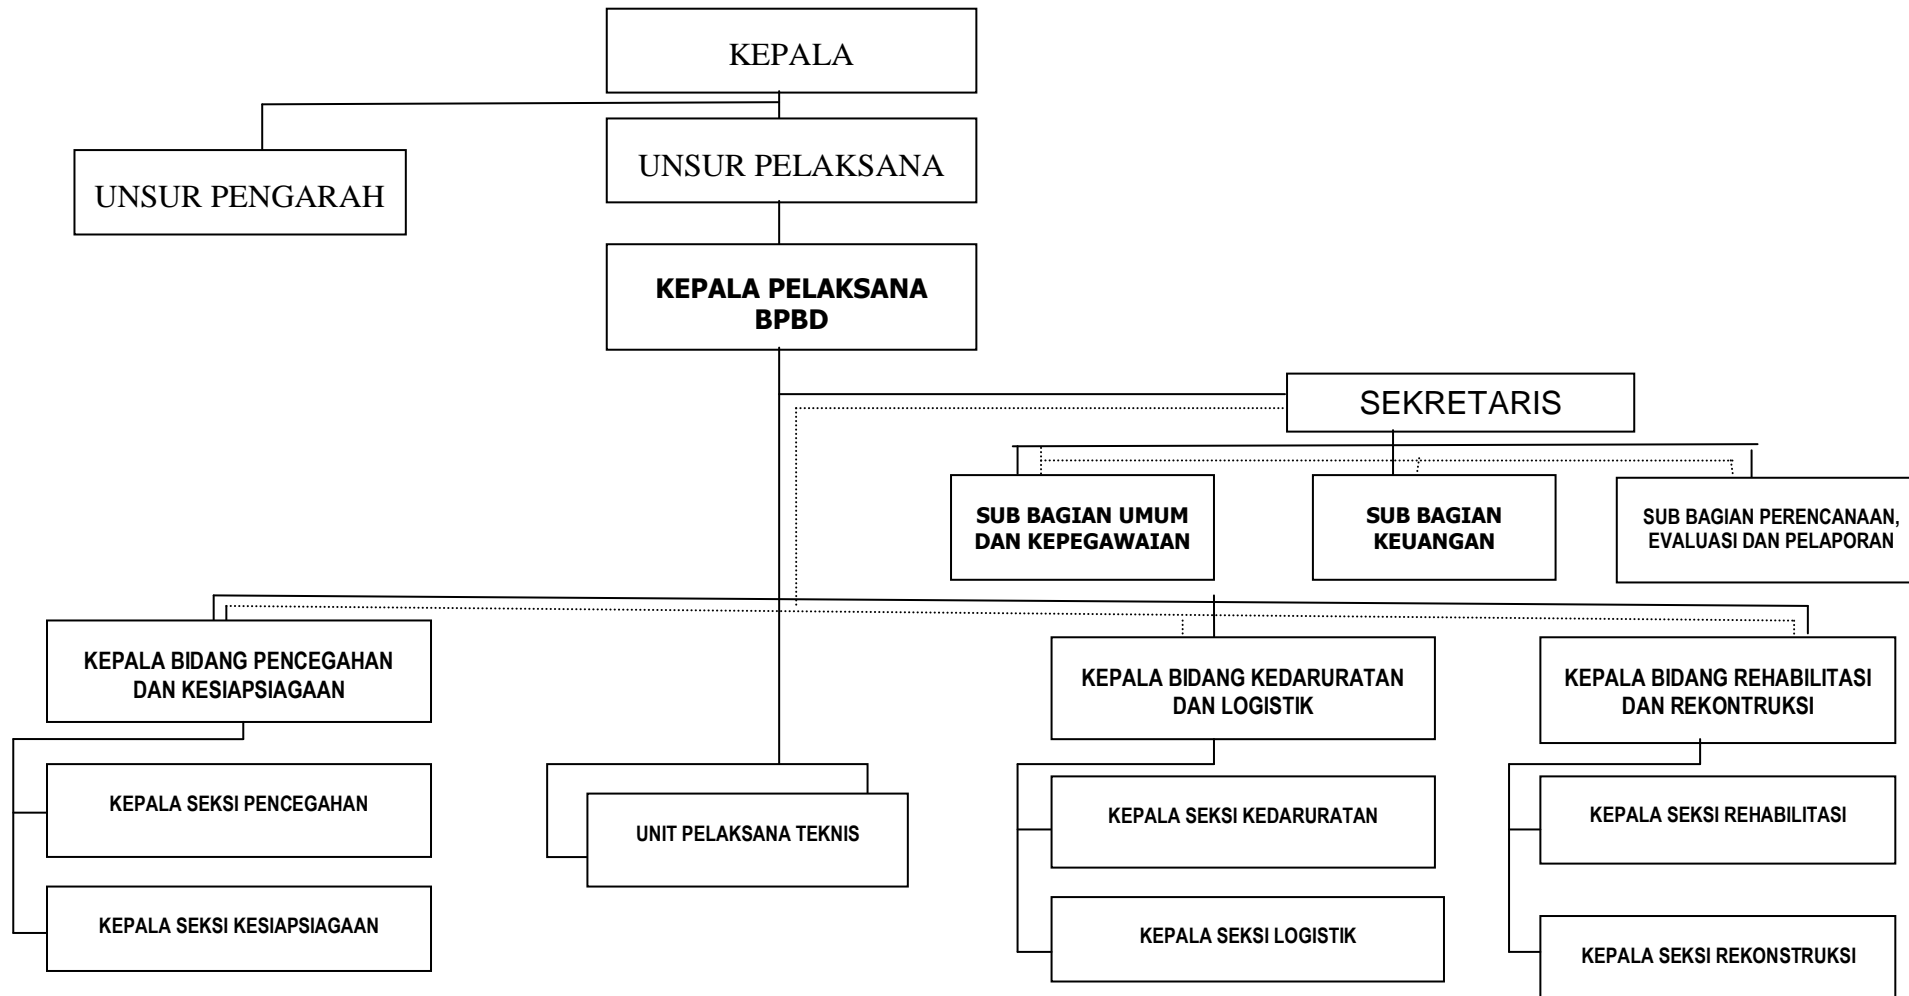 KEPALA
UNSUR PENGARAH
UNSUR PELAKSANA
KEPALA PELAKSANA
BPBD
SEKRETARIS
SUB BAGIAN UMUM
DAN KEPEGAWAIAN
SUB BAGIAN
KEUANGAN
SUB BAGIAN PERENCANAAN,
EVALUASI DAN PELAPORAN
KEPALA BIDANG PENCEGAHAN
DAN KESIAPSIAGAAN
KEPALA BIDANG KEDARURATAN
DAN LOGISTIK
KEPALA BIDANG REHABILITASI
DAN REKONTRUKSI
KEPALA SEKSI PENCEGAHAN
KEPALA SEKSI KESIAPSIAGAAN
UNIT PELAKSANA TEKNIS
KEPALA SEKSI KEDARURATAN
KEPALA SEKSI LOGISTIK
KEPALA SEKSI REHABILITASI
KEPALA SEKSI REKONSTRUKSI